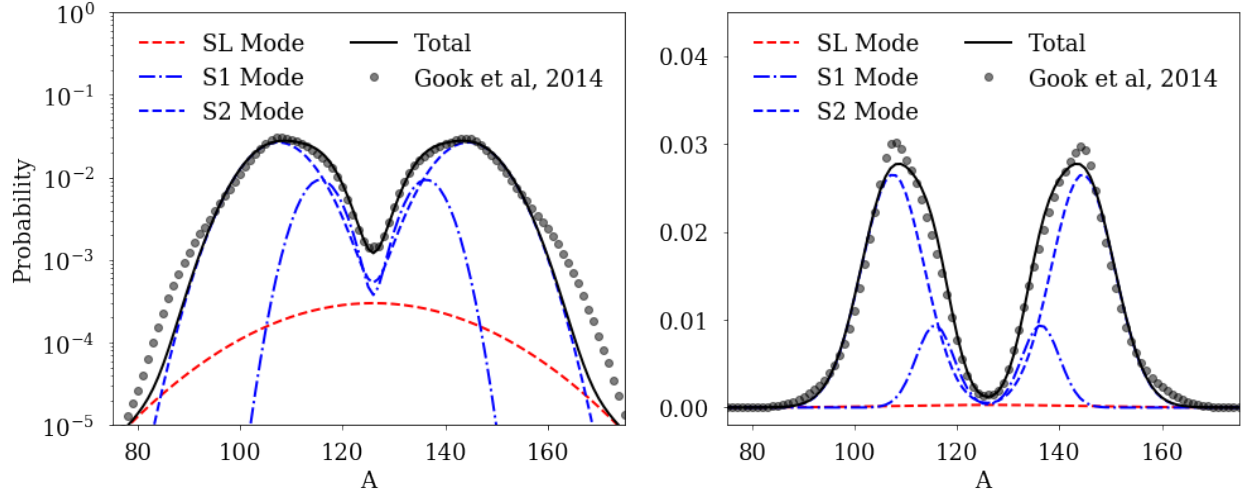 SL Mode
S1 Mode
S2 Mode
Total
Gook et al, 2014
Probability
10^0
10^-1
10^-2
10^-3
10^-4
10^-5
80 100 120 140 160
A
SL Mode
S1 Mode
S2 Mode
Total
Gook et al, 2014
0.04
0.03
0.02
0.01
0.00
80 100 120 140 160
A